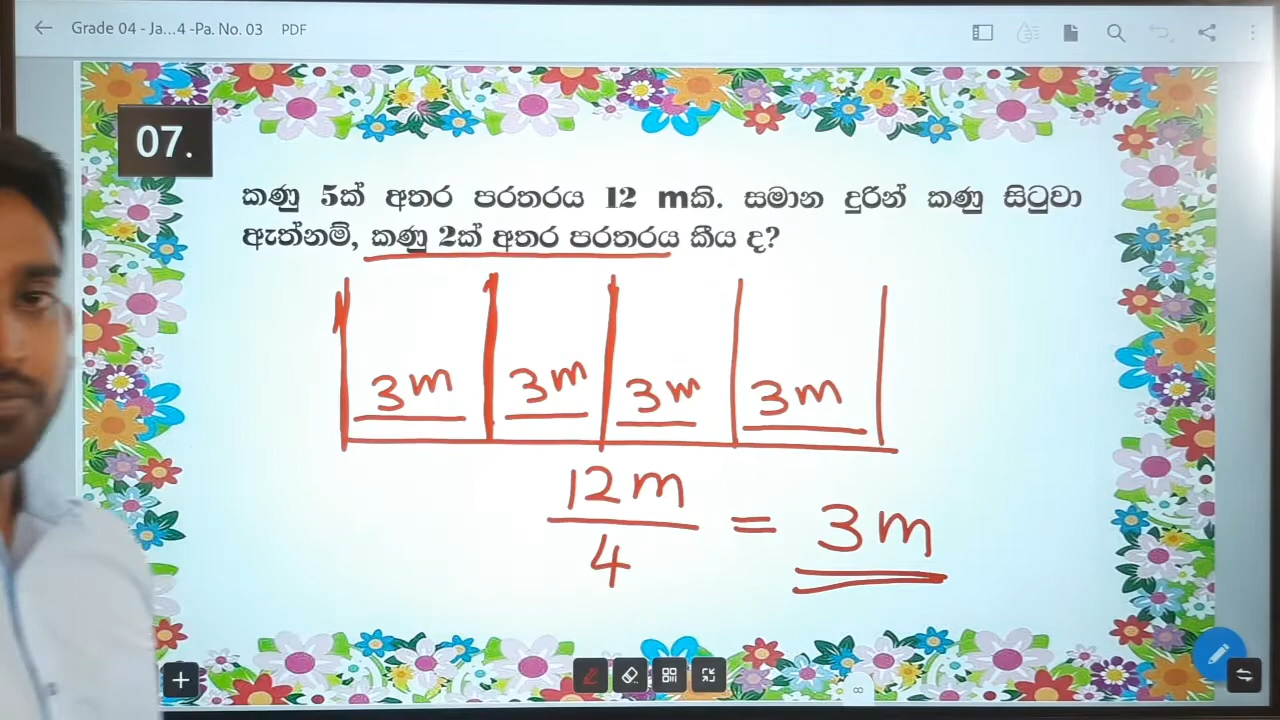 Grade 04 - Ja...4 -Pa. No. 03 PDF
07.
කණු 5ක් අතර පරතරය 12 mකි. සමාන දුරින් කණු සිටුවා
ඇත්නම්, කණු 2ක් අතර පරතරය කීය ද?
3m 3m 3m 3m
12m
4
= 3m
8